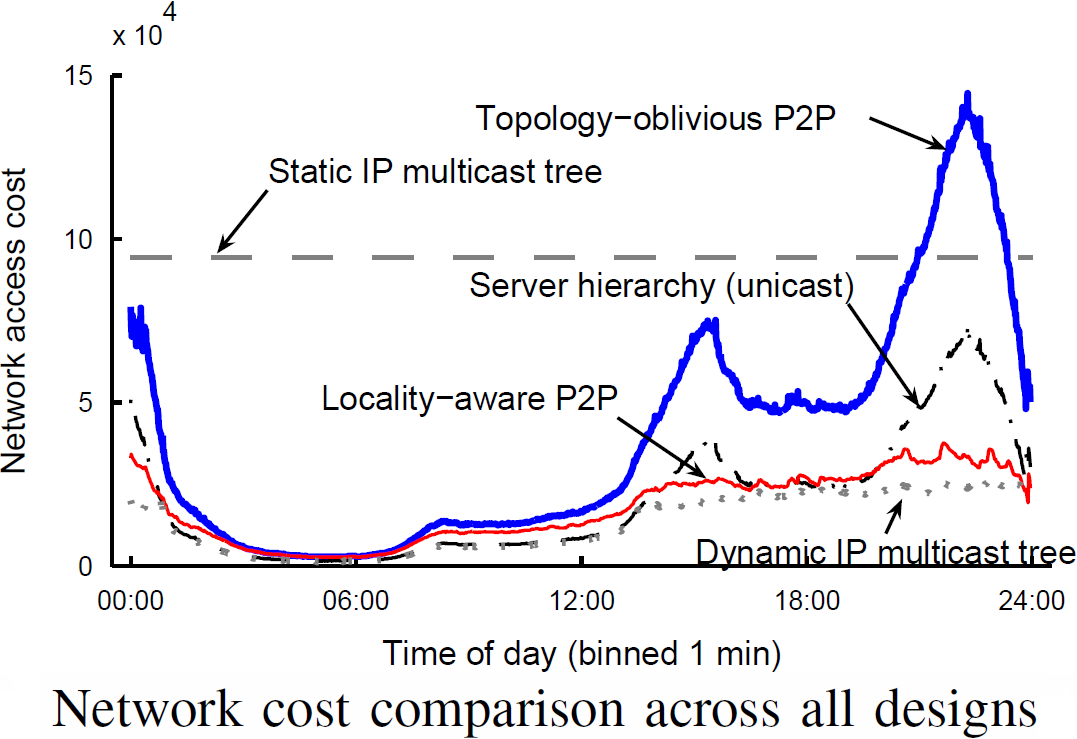 x 10^4
15
Topology−oblivious P2P
Static IP multicast tree
10
Server hierarchy (unicast)
Locality−aware P2P
5
Dynamic IP multicast tree
0
Network access cost
00:00 06:00 12:00 18:00 24:00
Time of day (binned 1 min)
Network cost comparison across all designs